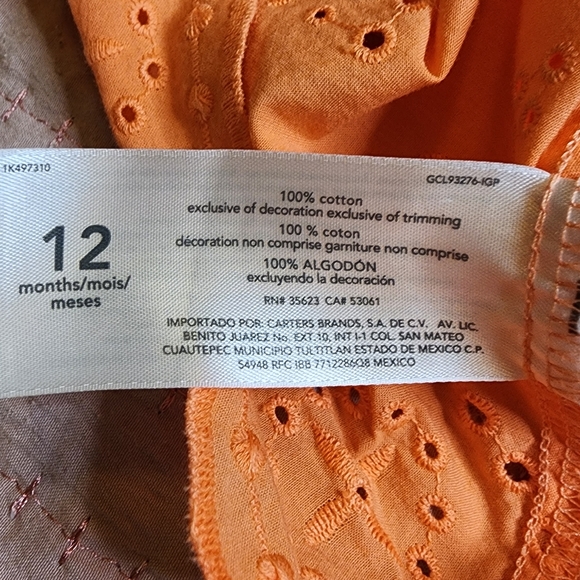 1K497310
GCL93276-IGP
12
months/mois/
meses
100% cotton
exclusive of decoration exclusive of trimming
100 % coton
décoration non comprise garniture non comprise
100% ALGODÓN
excluyendo la decoración
RN# 35623 CA# 53061
IMPORTADO POR: CARTERS BRANDS, S.A. DE C.V. AV. LIC.
BENITO JUAREZ No. EXT.10, INT I-1 COL. SAN MATEO
CUAUTEPEC MUNICIPIO TULTITLAN ESTADO DE MEXICO C.P.
54948 RFC IBB 7712286Q8 MEXICO